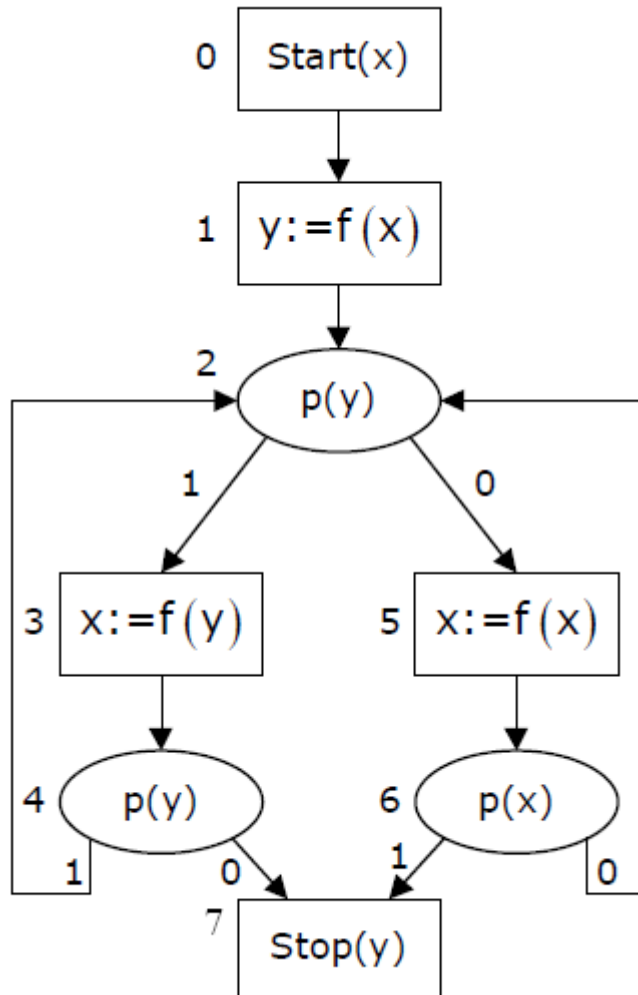 0 Start(x)
1 y:=f(x)
2
p(y)
1 0
3 x:=f(y) 5 x:=f(x)
4 p(y) 6 p(x)
1 0 1 0
7 Stop(y)